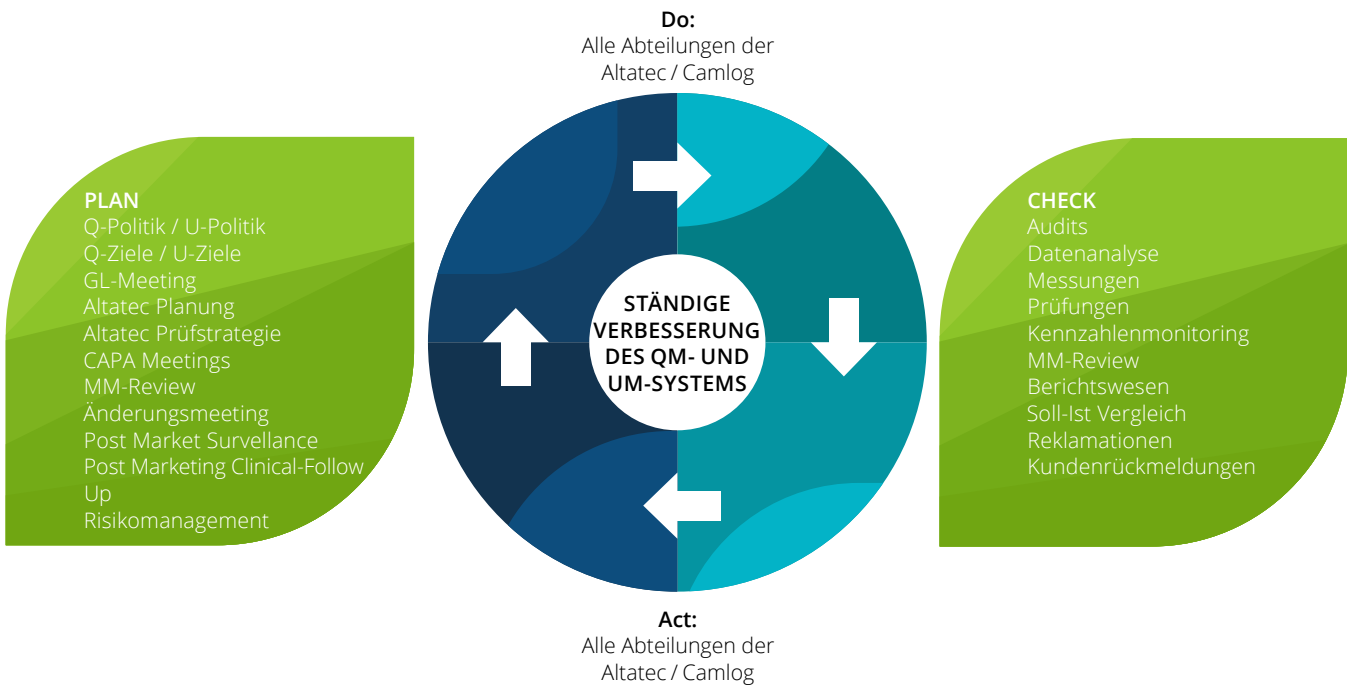 Do:
Alle Abteilungen der
Altatec / Camlog
PLAN
Q-Politik / U-Politik
Q-Ziele / U-Ziele
GL-Meeting
Altatec Planung
Altatec Prüfstrategie
CAPA Meetings
MM-Review
Änderungsmeeting
Post Market Survellance
Post Marketing Clinical-Follow
Up
Risikomanagement
STÄNDIGE
VERBESSERUNG
DES QM- UND
UM-SYSTEMS
CHECK
Audits
Datenanalyse
Messungen
Prüfungen
Kennzahlenmonitoring
MM-Review
Berichtswesen
Soll-Ist Vergleich
Reklamationen
Kundenrückmeldungen
Act:
Alle Abteilungen der
Altatec / Camlog